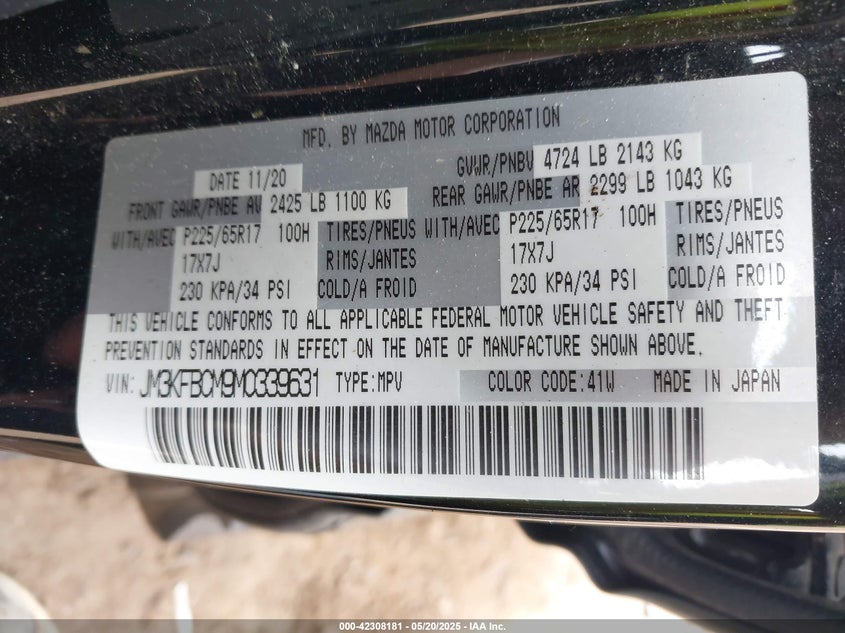 MFD. BY MAZDA MOTOR CORPORATION
DATE 11/20 GVWR/PNBV 4724 LB 2143 KG
FRONT GAWR/PNBE AV 2425 LB 1100 KG REAR GAWR/PNBE AR 2299 LB 1043 KG
WITH/AVEC P225/65R17 100H TIRES/PNEUS WITH/AVEC P225/65R17 100H TIRES/PNEUS
17X7J RIMS/JANTES 17X7J RIMS/JANTES
230 KPA/34 PSI COLD/A FROID 230 KPA/34 PSI COLD/A FROID
THIS VEHICLE CONFORMS TO ALL APPLICABLE FEDERAL MOTOR VEHICLE SAFETY AND THEFT
PREVENTION STANDARDS IN EFFECT ON THE DATE OF MANUFACTURE SHOWN ABOVE.
VIN: JM3KFBCM9M0339631 TYPE:MPV COLOR CODE:41W MADE IN JAPAN
000-42308181 - 05/20/2025 - IAA Inc.